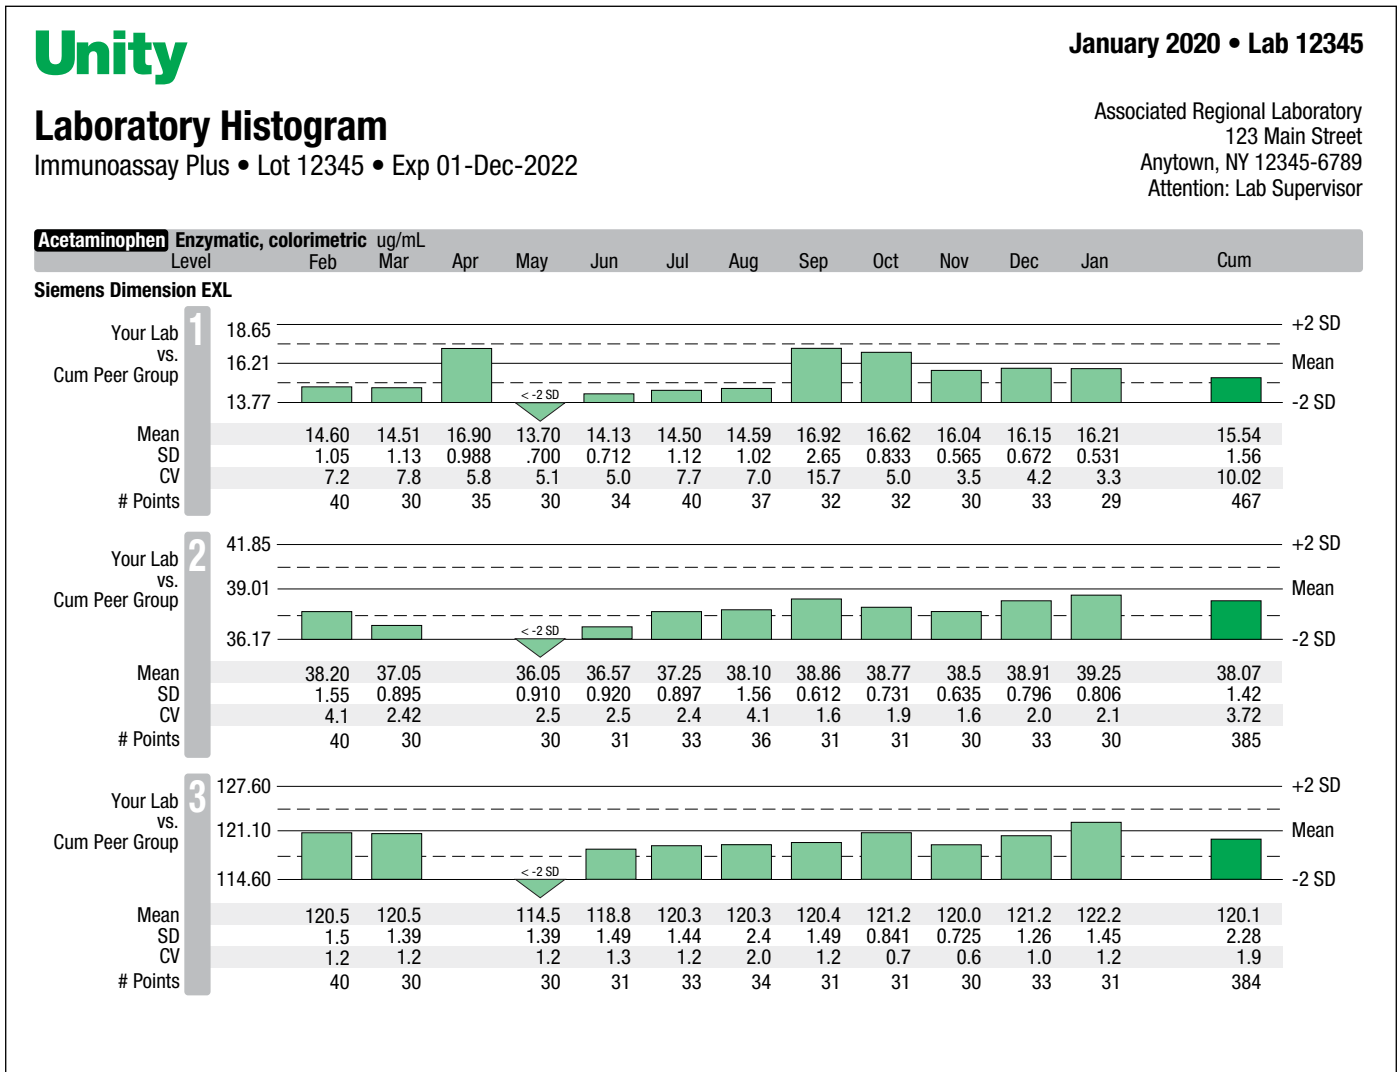 Unity
January 2020 • Lab 12345
Laboratory Histogram
Immunoassay Plus • Lot 12345 • Exp 01-Dec-2022
Associated Regional Laboratory
123 Main Street
Anytown, NY 12345-6789
Attention: Lab Supervisor
Acetaminophen Enzymatic, colorimetric ug/mL
Level Feb Mar Apr May Jun Jul Aug Sep Oct Nov Dec Jan Cum
Siemens Dimension EXL
1
Your Lab
vs.
Cum Peer Group
18.65 +2 SD
16.21 Mean
13.77 -2 SD
< -2 SD
Mean 14.60 14.51 16.90 13.70 14.13 14.50 14.59 16.92 16.62 16.04 16.15 16.21 15.54
SD 1.05 1.13 0.988 .700 0.712 1.12 1.02 2.65 0.833 0.565 0.672 0.531 1.56
CV 7.2 7.8 5.8 5.1 5.0 7.7 7.0 15.7 5.0 3.5 4.2 3.3 10.02
# Points 40 30 35 30 34 40 37 32 32 30 33 29 467
2
Your Lab
vs.
Cum Peer Group
41.85 +2 SD
39.01 Mean
36.17 -2 SD
< -2 SD
Mean 38.20 37.05 36.05 36.57 37.25 38.10 38.86 38.77 38.5 38.91 39.25 38.07
SD 1.55 0.895 0.910 0.920 0.897 1.56 0.612 0.731 0.635 0.796 0.806 1.42
CV 4.1 2.42 2.5 2.5 2.4 4.1 1.6 1.9 1.6 2.0 2.1 3.72
# Points 40 30 30 31 33 36 31 31 30 33 30 385
3
Your Lab
vs.
Cum Peer Group
127.60 +2 SD
121.10 Mean
114.60 -2 SD
< -2 SD
Mean 120.5 120.5 114.5 118.8 120.3 120.3 120.4 121.2 120.0 121.2 122.2 120.1
SD 1.5 1.39 1.39 1.49 1.44 2.4 1.49 0.841 0.725 1.26 1.45 2.28
CV 1.2 1.2 1.2 1.3 1.2 2.0 1.2 0.7 0.6 1.0 1.2 1.9
# Points 40 30 30 31 33 34 31 31 30 33 31 384